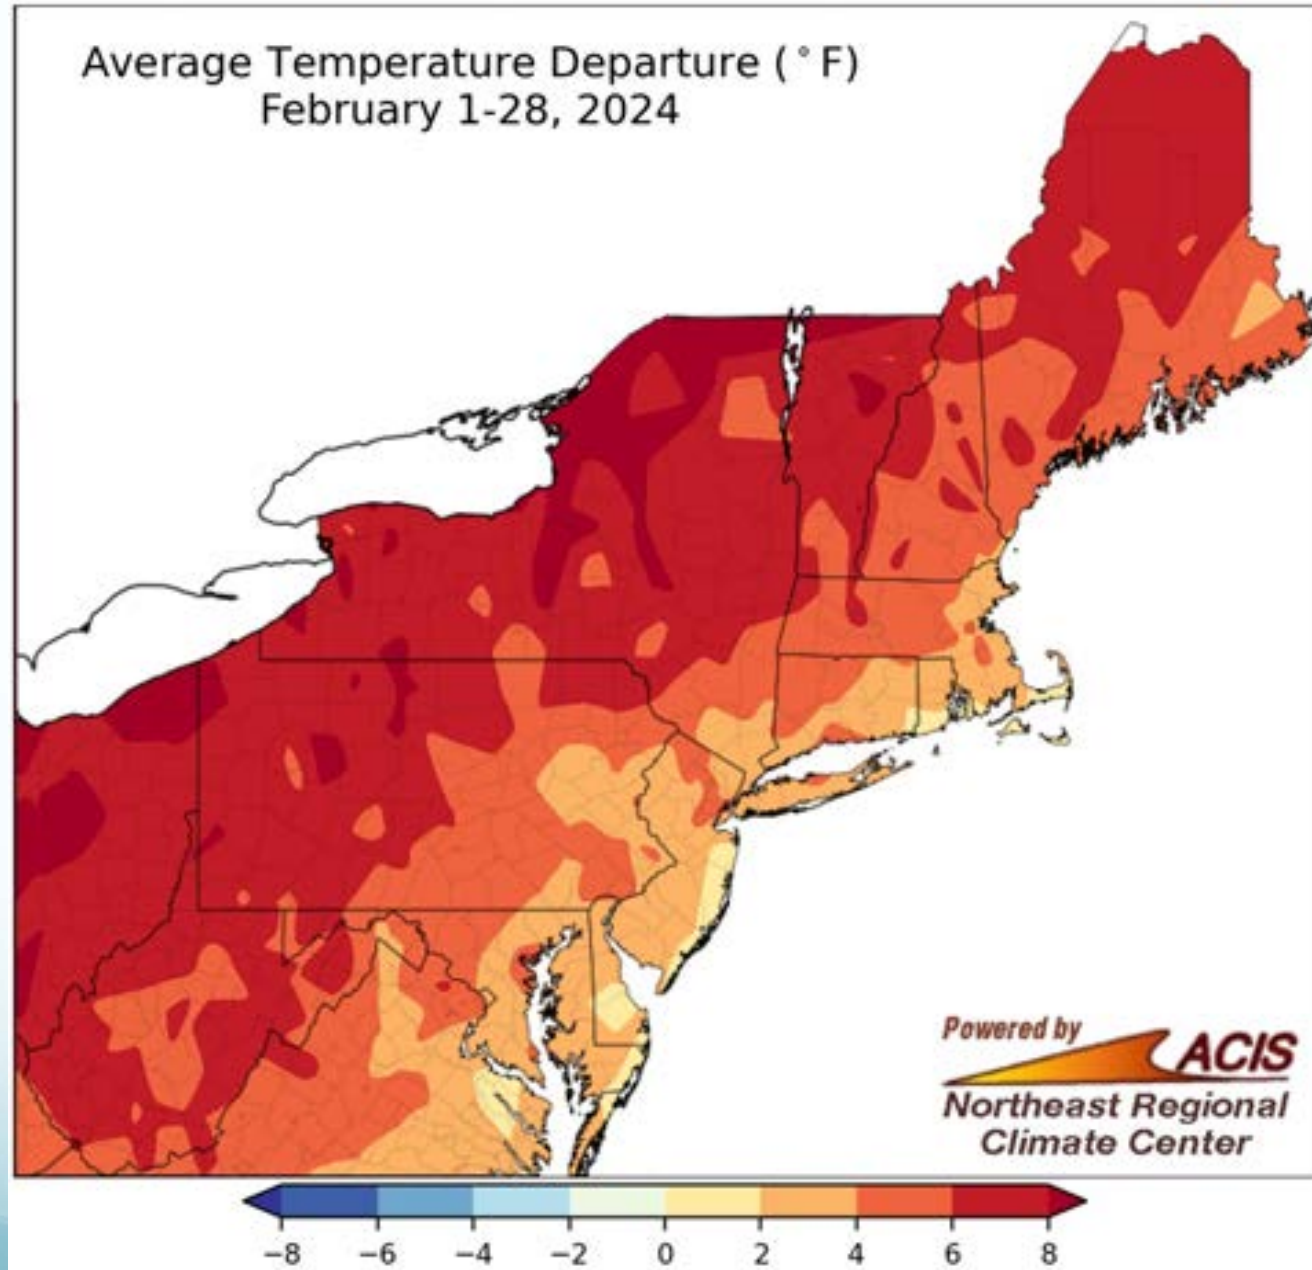 Average Temperature Departure (°F)
February 1-28, 2024
Powered by
ACIS
Northeast Regional
Climate Center
−8 −6 −4 −2 0 2 4 6 8